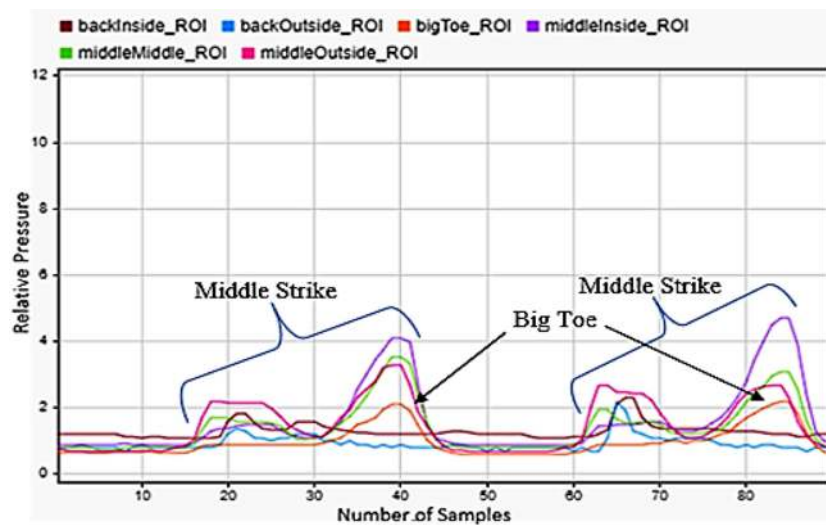 backInside_ROI backOutside_ROI bigToe_ROI middleInside_ROI
middleMiddle_ROI middleOutside_ROI
12
10
8
6
4
2
0
Relative Pressure
Middle Strike
Middle Strike
Big Toe
10 20 30 40 50 60 70 80
Number of Samples